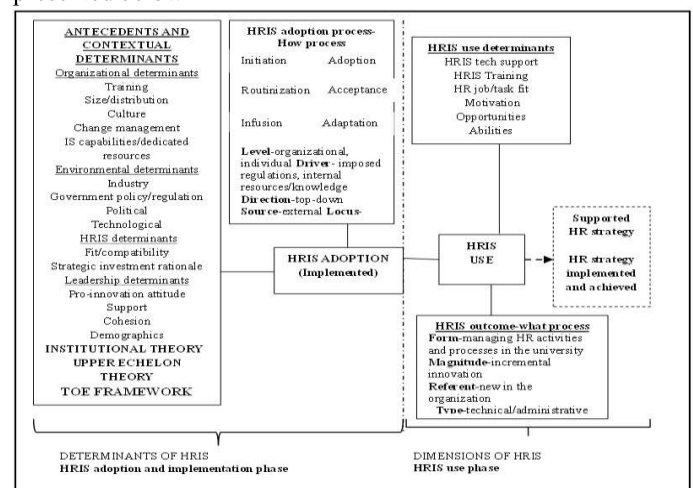 ANTECEDENTS AND
CONTEXTUAL
DETERMINANTS
Organizational determinants
Training
Size/distribution
Culture
Change management
IS capabilities/dedicated
resources
Environmental determinants
Industry
Government policy/regulation
Political
Technological
HRIS determinants
Fit/compatibility
Strategic investment rationale
Leadership determinants
Pro-innovation attitude
Support
Cohesion
Demographics
INSTITUTIONAL THEORY
UPPER ECHELON
THEORY
TOE FRAMEWORK
HRIS adoption process-
How process
Initiation Adoption
Routinization Acceptance
Infusion Adaptation
Level-organizational,
individual Driver- imposed
regulations, internal
resources/knowledge
Direction-top-down
Source-external Locus-
HRIS ADOPTION
(Implemented)
HRIS use determinants
HRIS tech support
HRIS Training
HR job/task fit
Motivation
Opportunities
Abilities
HRIS
USE
Supported
HR strategy
HR strategy
implemented
and achieved
HRIS outcome-what process
Form-managing HR activities
and processes in the university
Magnitude-incremental
innovation
Referent-new in the
organization
Type-technical/administrative
DETERMINANTS OF HRIS
HRIS adoption and implementation phase
DIMENSIONS OF HRIS
HRIS use phase